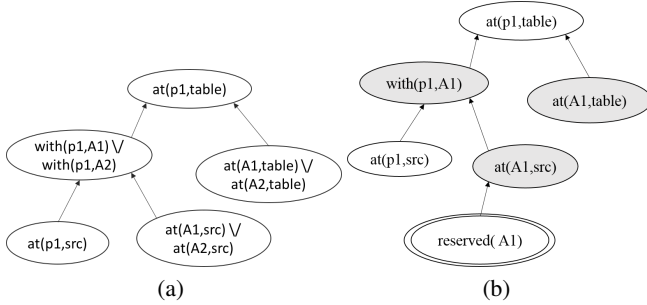 at(p1,table)
with(p1,A1) \/
with(p1,A2)
at(A1,table) \/
at(A2,table)
at(p1,src)
at(A1,src) \/
at(A2,src)
(a)
at(p1,table)
with(p1,A1)
at(A1,table)
at(p1,src)
at(A1,src)
reserved( A1)
(b)